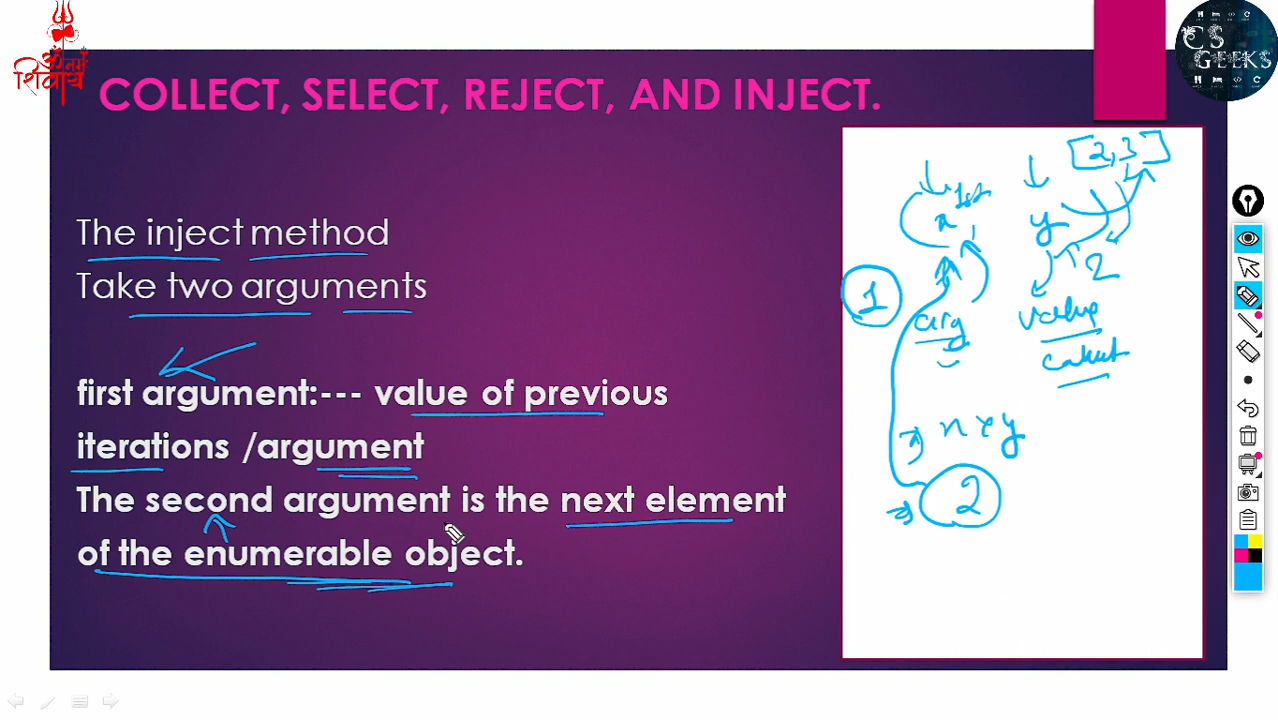 ॐ नमः
शिवाय
CS
GEEKS
COLLECT, SELECT, REJECT, AND INJECT.
The inject method
Take two arguments
first argument:--- value of previous
iterations /argument
The second argument is the next element
of the enumerable object.
[2,3]
1st
x y
2
1
arg value
x y
2